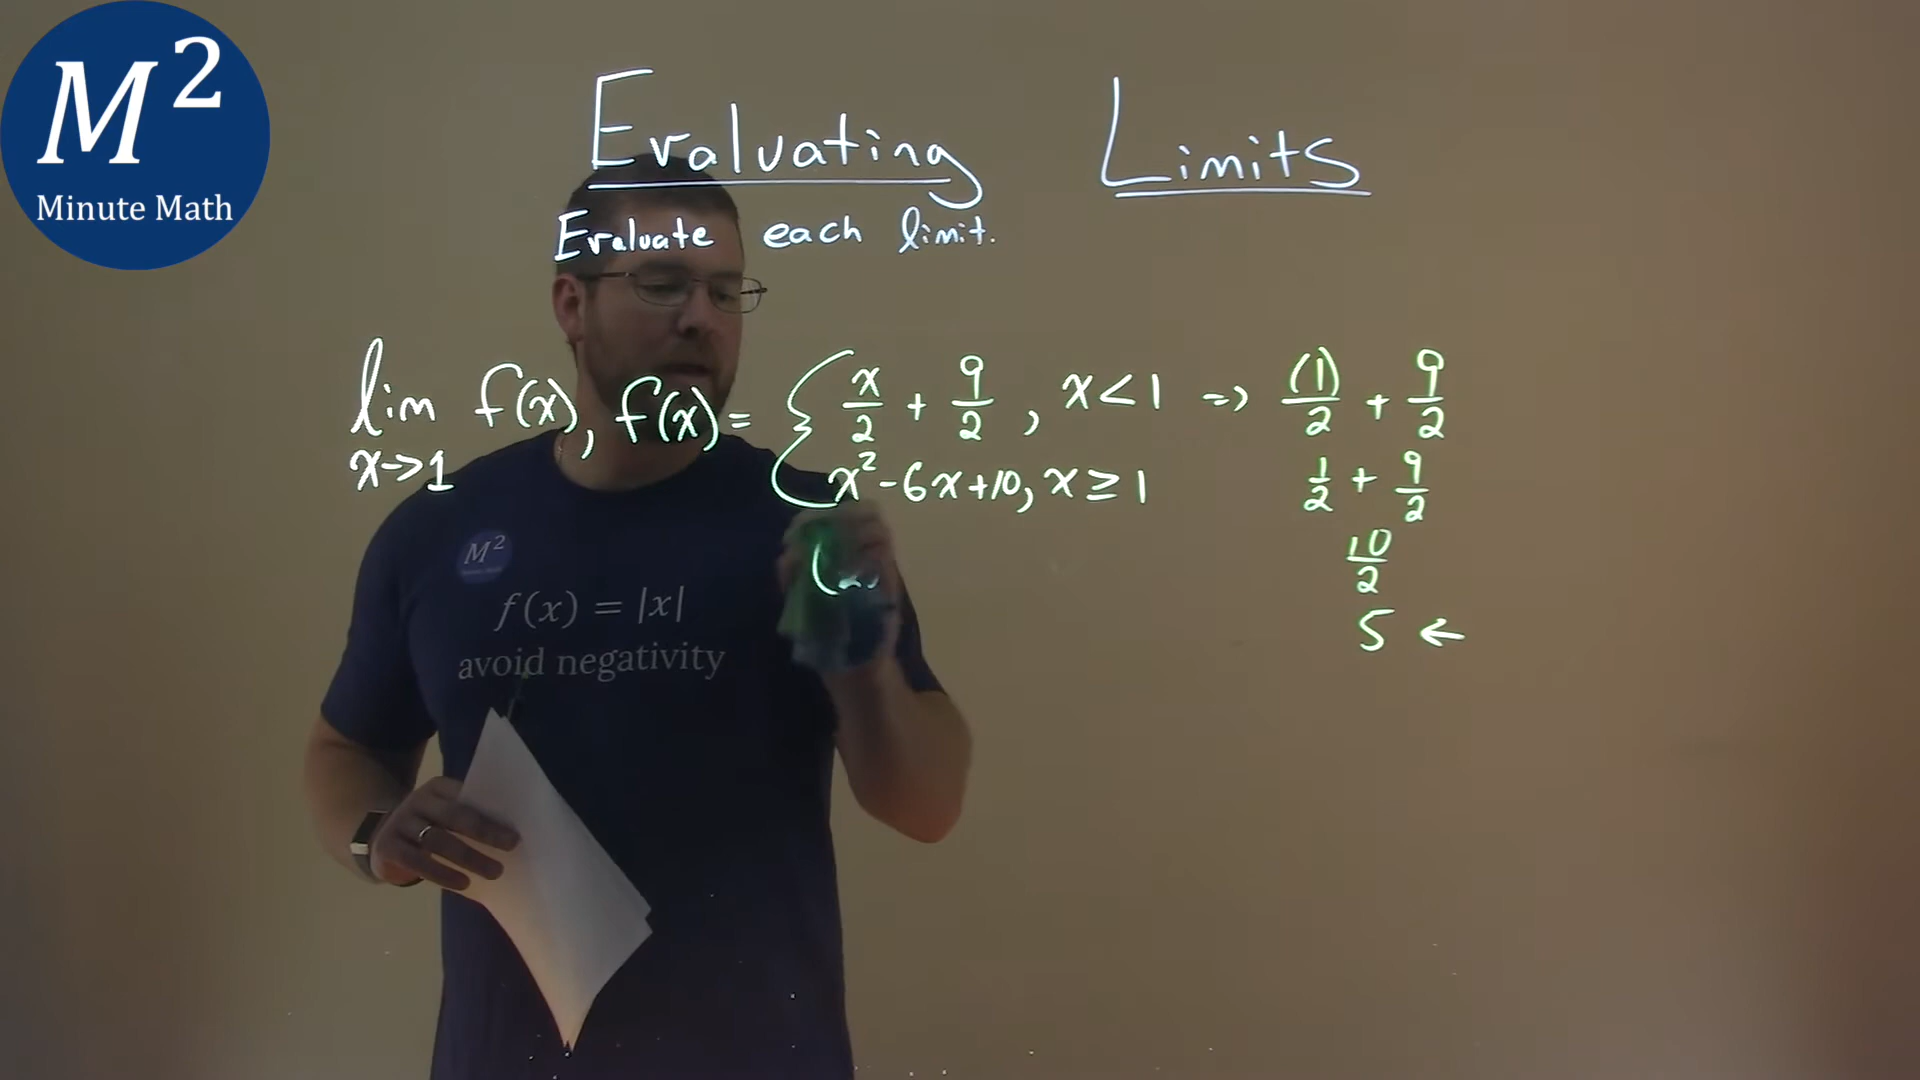 M²
Minute Math
Evaluating Limits
Evaluate each limit.
lim f(x), f(x) = { x/2 + 9/2, x < 1 => (1)/2 + 9/2
x->1
x² - 6x + 10, x ≥ 1
1/2 + 9/2
10/2
5 ←
M²
f(x) = |x|
avoid negativity